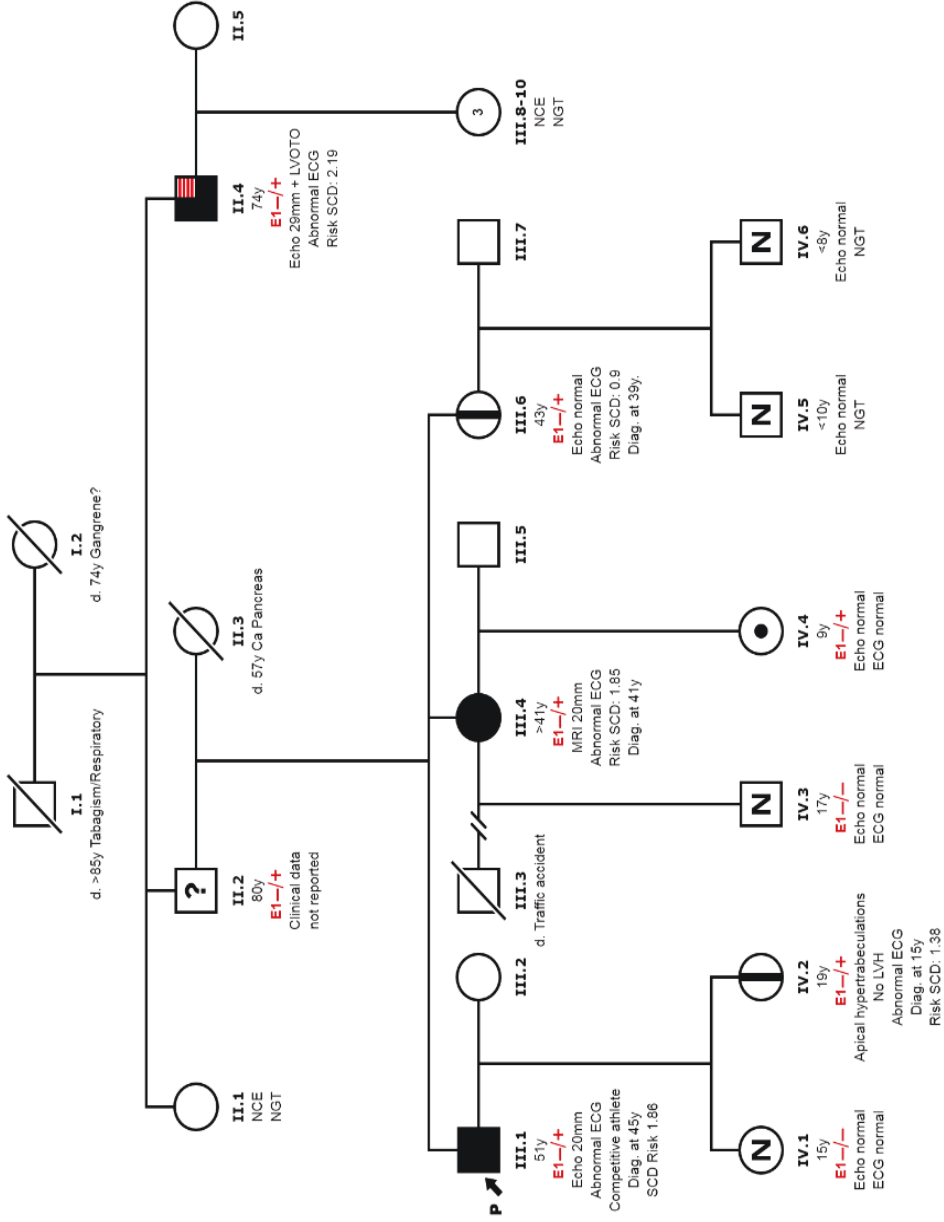 I.1
d. >85y Tabagism/Respiratory
I.2
d. 74y Gangrene?
II.1
NCE
NGT
?
II.2
80y
E1—/+
Clinical data
not reported
II.3
d. 57y Ca Pancreas
II.4
74y
E1—/+
Echo 29mm + LVOTO
Abnormal ECG
Risk SCD: 2.19
II.5
P
III.1
51y
E1—/+
Echo 20mm
Abnormal ECG
Competitive athlete
Diag. at 45y
SCD Risk 1.86
III.2
III.3
d. Traffic accident
III.4
>41y
E1—/+
MRI 20mm
Abnormal ECG
Risk SCD: 1.85
Diag. at 41y
III.5
III.6
43y
E1—/+
Echo normal
Abnormal ECG
Risk SCD: 0.9
Diag. at 39y.
III.7
3
III.8-10
NCE
NGT
N
IV.1
15y
E1—/—
Echo normal
ECG normal
IV.2
19y
E1—/+
Apical hypertrabeculations
No LVH
Abnormal ECG
Diag. at 15y
Risk SCD: 1.38
N
IV.3
17y
E1—/—
Echo normal
ECG normal
IV.4
9y
E1—/+
Echo normal
ECG normal
N
IV.5
<10y
Echo normal
NGT
N
IV.6
<8y
Echo normal
NGT